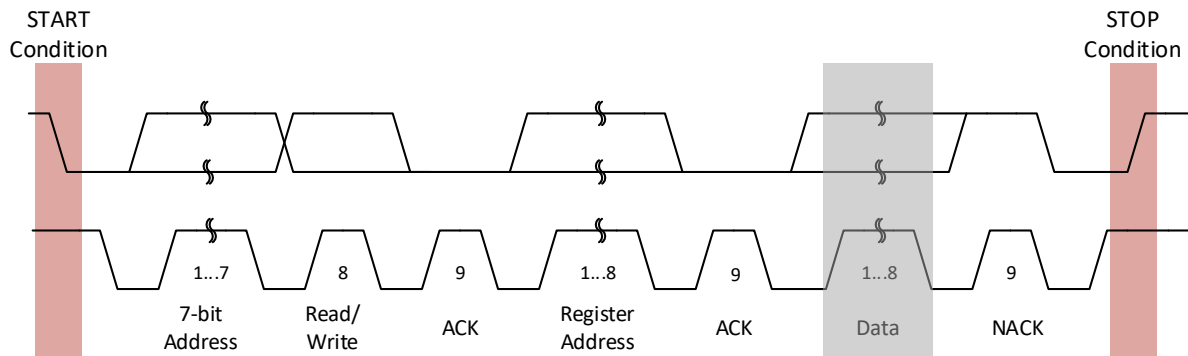 START
Condition
STOP
Condition
1...7
8
9
1...8
9
1...8
9
7-bit
Address
Read/
Write
ACK
Register
Address
ACK
Data
NACK